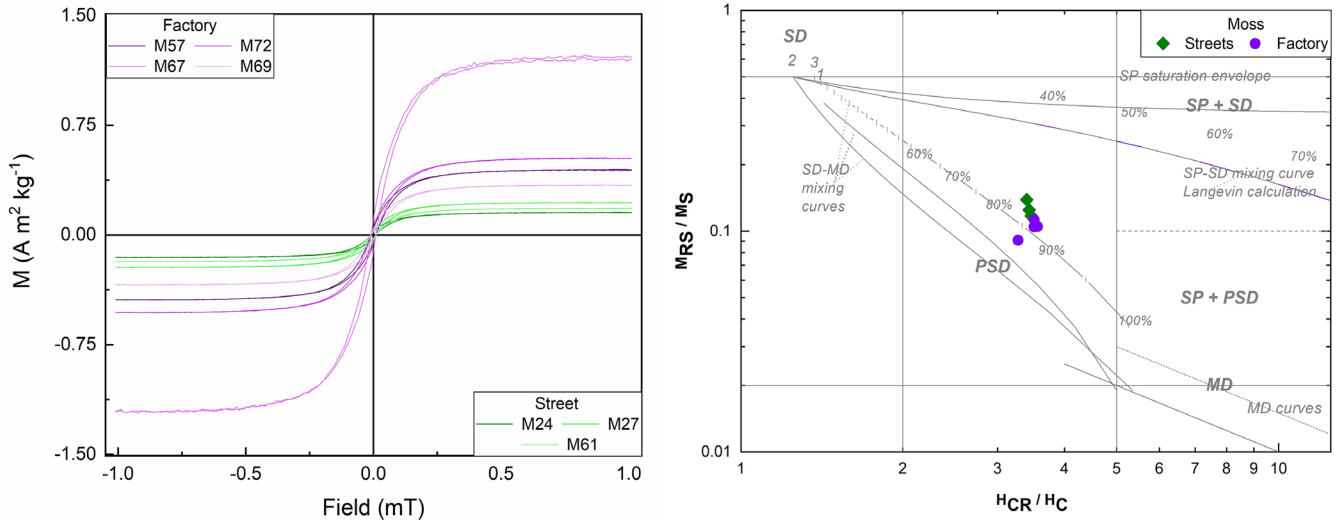 1.50
0.75
0.00
-0.75
-1.50
M (A m² kg⁻¹)
-1.0
-0.5
0.0
0.5
1.0
Field (mT)
Factory
M57 M72
M67 M69
Street
M24 M27
M61
1
0.1
0.01
MRS / MS
1 2 3 4 5 6 7 8 9 10
HCR / HC
Moss
Streets Factory
SD
2 3 1
SP saturation envelope
40%
SP + SD
50%
60%
70%
SP-SD mixing curve
Langevin calculation
60%
70%
80%
90%
100%
SD-MD
mixing
curves
PSD
SP + PSD
MD
MD curves